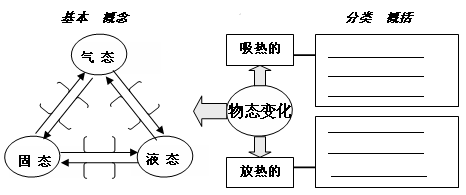 基本 概念
分类 概括
气 态
吸热的
物态变化
固 态
液 态
放热的